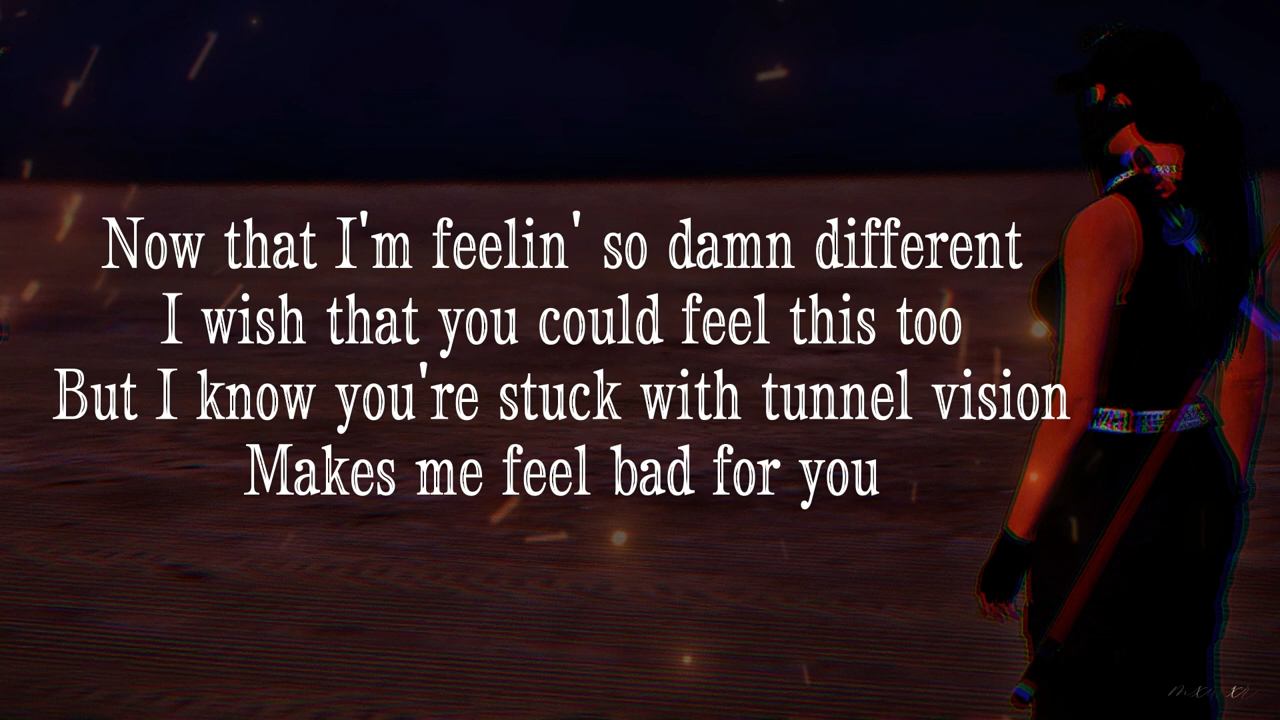 Now that I'm feelin' so damn different
I wish that you could feel this too
But I know you're stuck with tunnel vision
Makes me feel bad for you